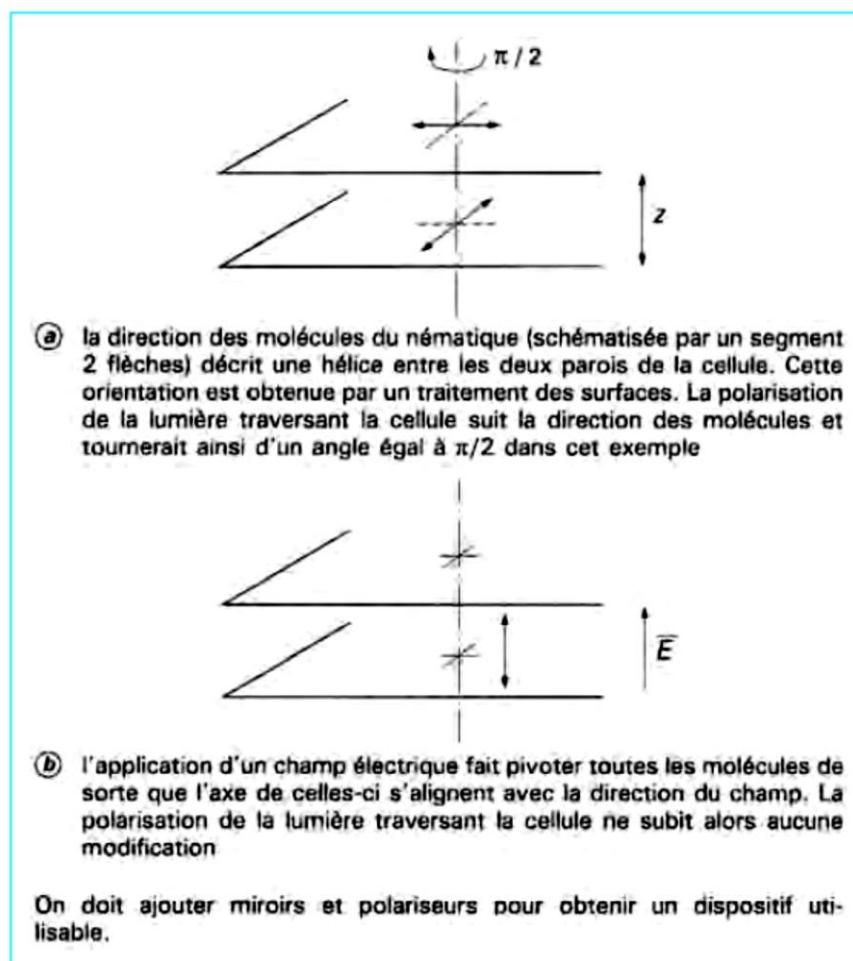 π / 2
z
ⓐ la direction des molécules du nématique (schématisée par un segment
2 flèches) décrit une hélice entre les deux parois de la cellule. Cette
orientation est obtenue par un traitement des surfaces. La polarisation
de la lumière traversant la cellule suit la direction des molécules et
tournerait ainsi d'un angle égal à π/2 dans cet exemple
E
ⓑ l'application d'un champ électrique fait pivoter toutes les molécules de
sorte que l'axe de celles-ci s'alignent avec la direction du champ. La
polarisation de la lumière traversant la cellule ne subit alors aucune
modification
On doit ajouter miroirs et polariseurs pour obtenir un dispositif uti-
lisable.